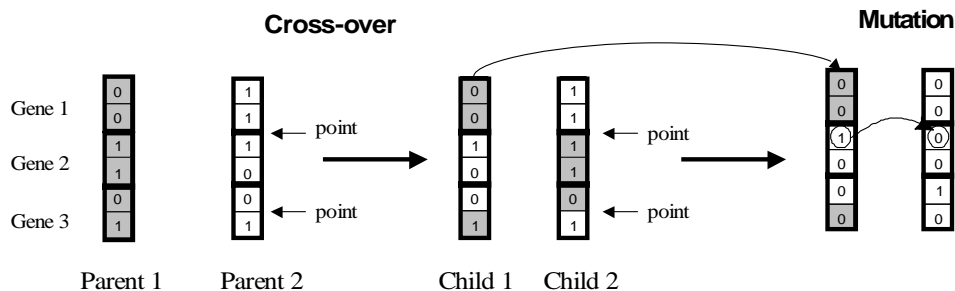 Cross-over
Mutation
Gene 1 0 1 0 1 0 0
0 1 0 1 0 0
point point
Gene 2 1 1 1 1 1 0
1 0 0 1 0 0
0 0 0 0 0 1
point point
Gene 3 1 1 1 1 0 0
Parent 1 Parent 2 Child 1 Child 2